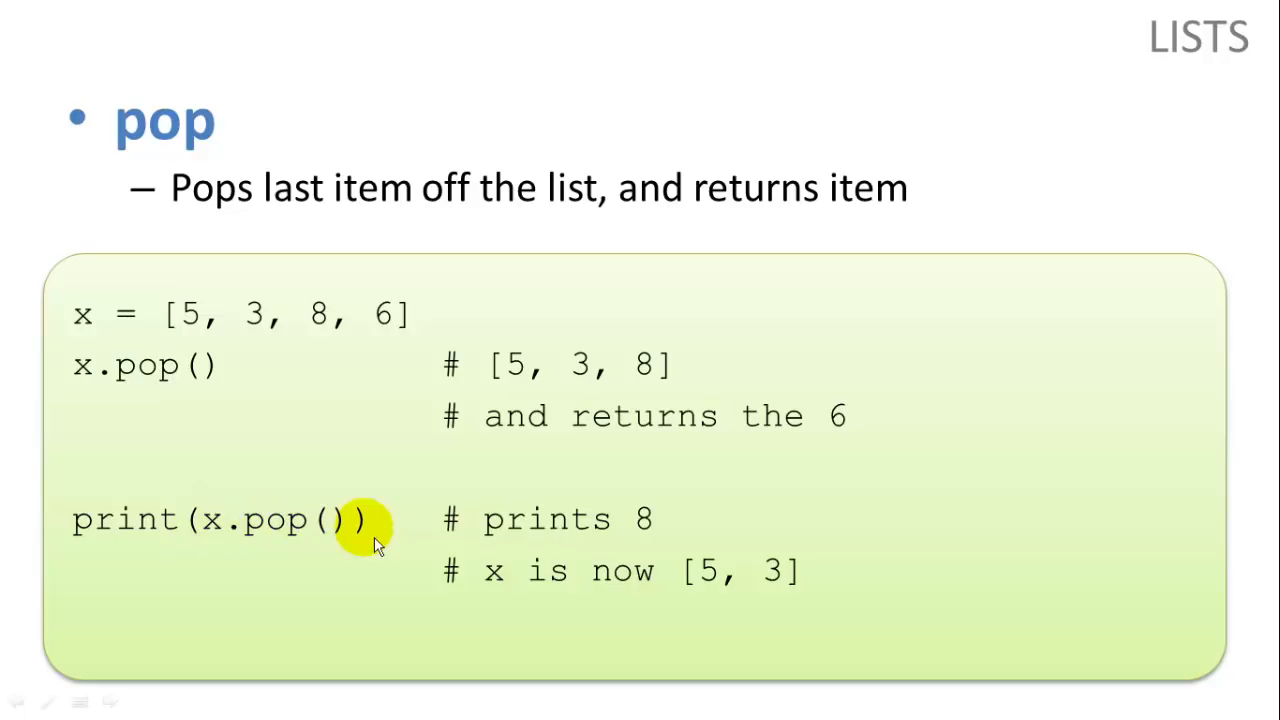 LISTS
• pop
– Pops last item off the list, and returns item
x = [5, 3, 8, 6]
x.pop() # [5, 3, 8]
# and returns the 6
print(x.pop()) # prints 8
# x is now [5, 3]